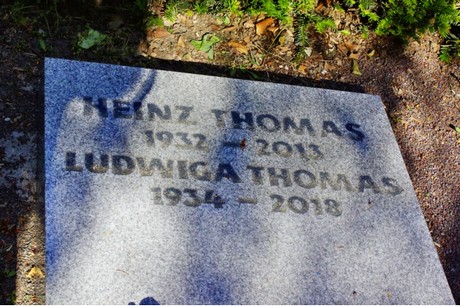 HEINZ THOMAS
1932 – 2013
LUDWIGA THOMAS
1934 – 2018